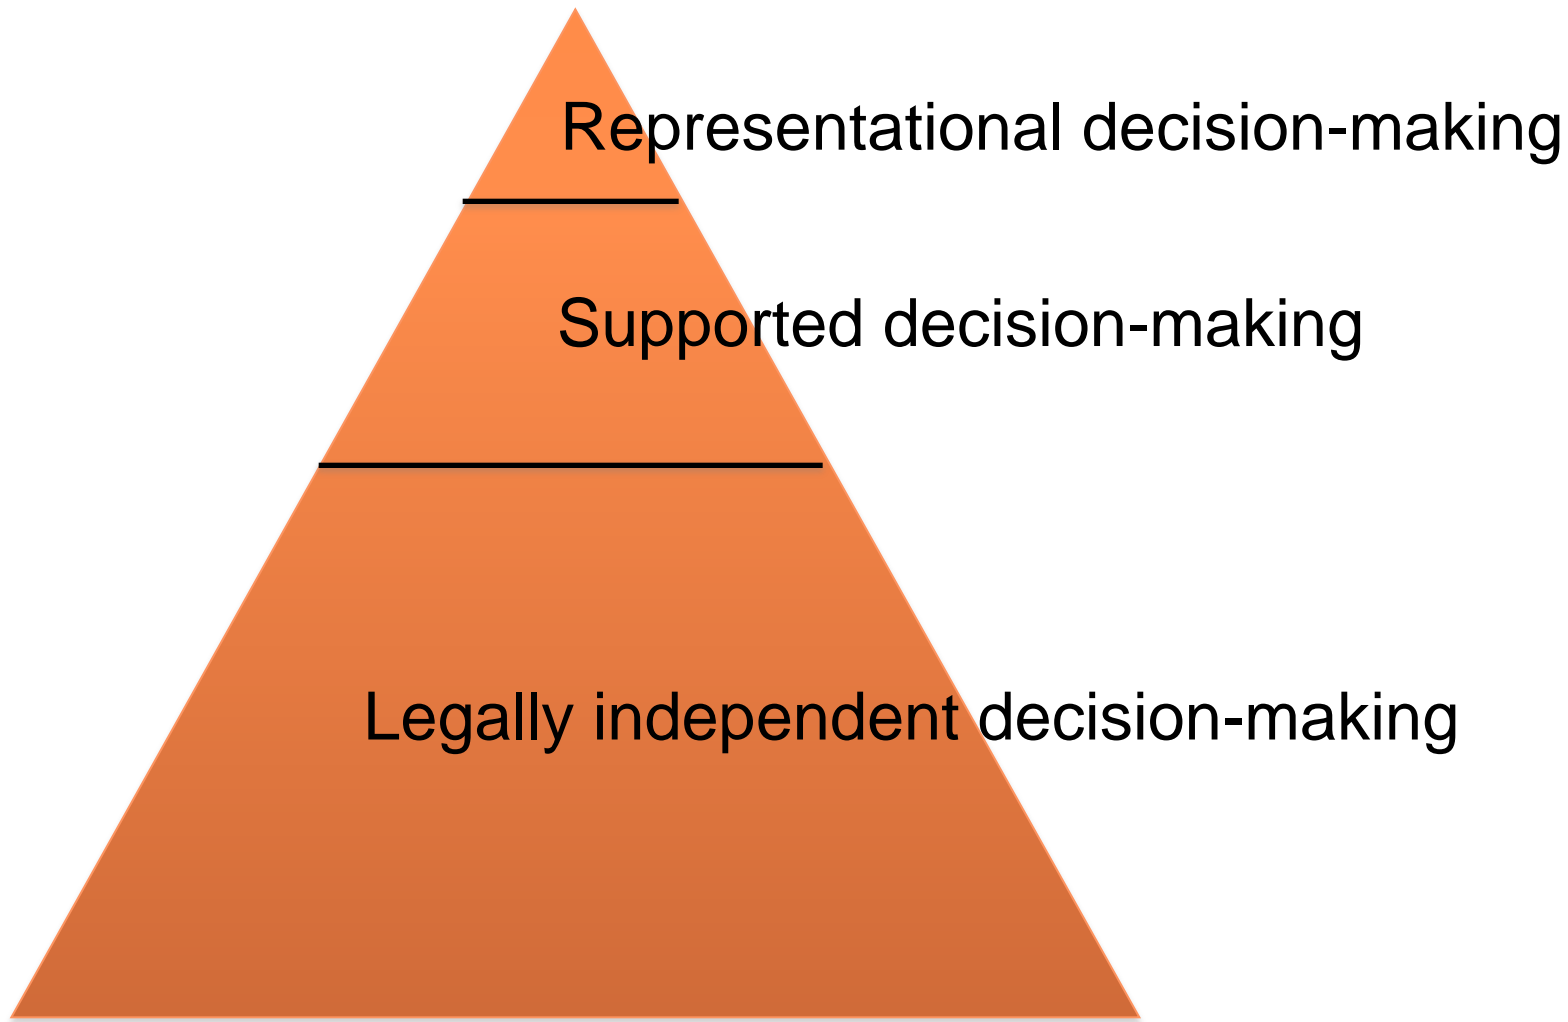 Representational decision-making
Supported decision-making
Legally independent decision-making